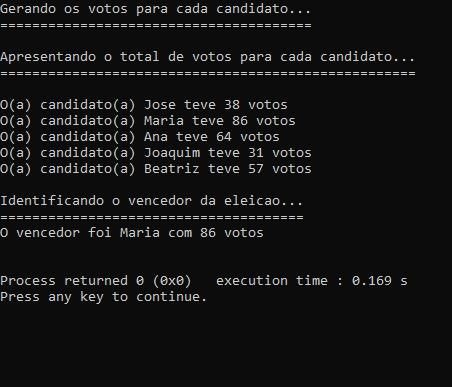 Gerando os votos para cada candidato...
=======================================
Apresentando o total de votos para cada candidato...
====================================================
O(a) candidato(a) Jose teve 38 votos
O(a) candidato(a) Maria teve 86 votos
O(a) candidato(a) Ana teve 64 votos
O(a) candidato(a) Joaquim teve 31 votos
O(a) candidato(a) Beatriz teve 57 votos
Identificando o vencedor da eleicao...
======================================
O vencedor foi Maria com 86 votos
Process returned 0 (0x0)   execution time : 0.169 s
Press any key to continue.